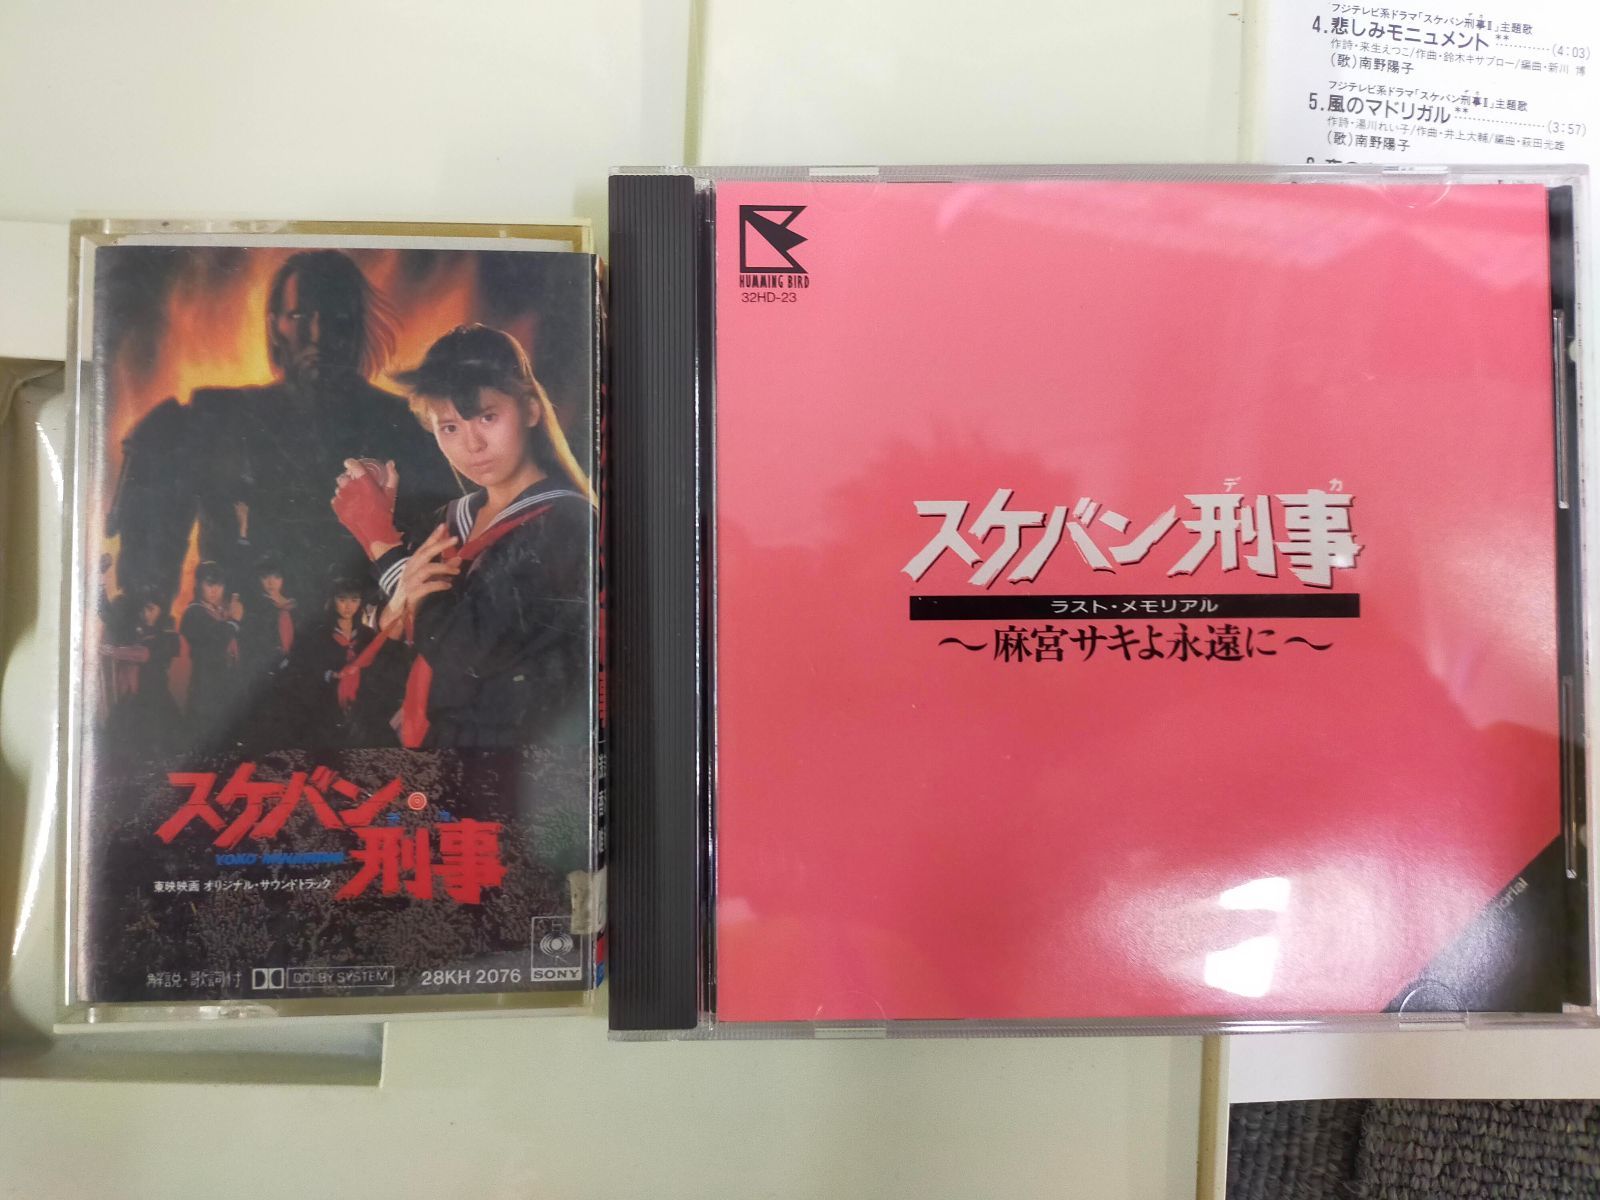 フジテレビ系ドラマ「スケバン刑事Ⅱ」主題歌
デカ
4.悲しみモニュメント**‥‥‥‥(4:03)
作詩・来生えつこ/作曲・鈴木キサブロー/編曲・新川 博
(歌)南野陽子
フジテレビ系ドラマ「スケバン刑事Ⅱ」主題歌
デカ
5.風のマドリガル**‥‥‥‥‥‥(3:57)
作詩・湯川れい子/作曲・井上大輔/編曲・萩田光雄
(歌)南野陽子
スケバン
デカ
刑事
YOKO MINAMINO
東映映画 オリジナル・サウンドトラック
解説・歌詞付 DOLBY SYSTEM 28KH 2076
CBS
SONY
HUMMING BIRD
32HD-23
デカ
スケバン刑事
ラスト・メモリアル
～麻宮サキよ永遠に～